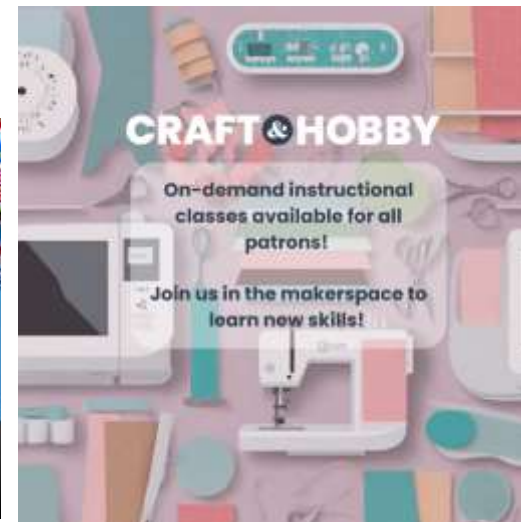 CRAFT & HOBBY
On-demand instructional
classes available for all
patrons!
Join us in the makerspace to
learn new skills!